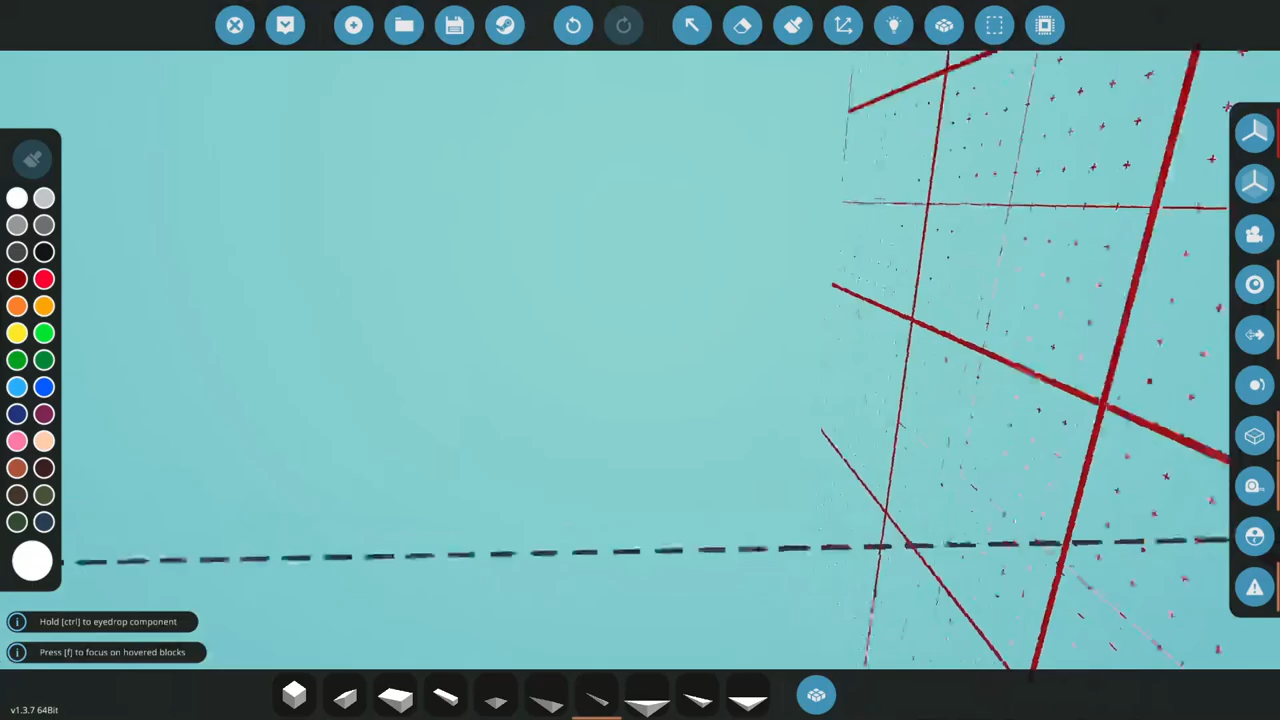 Hold [ctrl] to eyedrop component
Press [f] to focus on hovered blocks
v1.3.7 64Bit